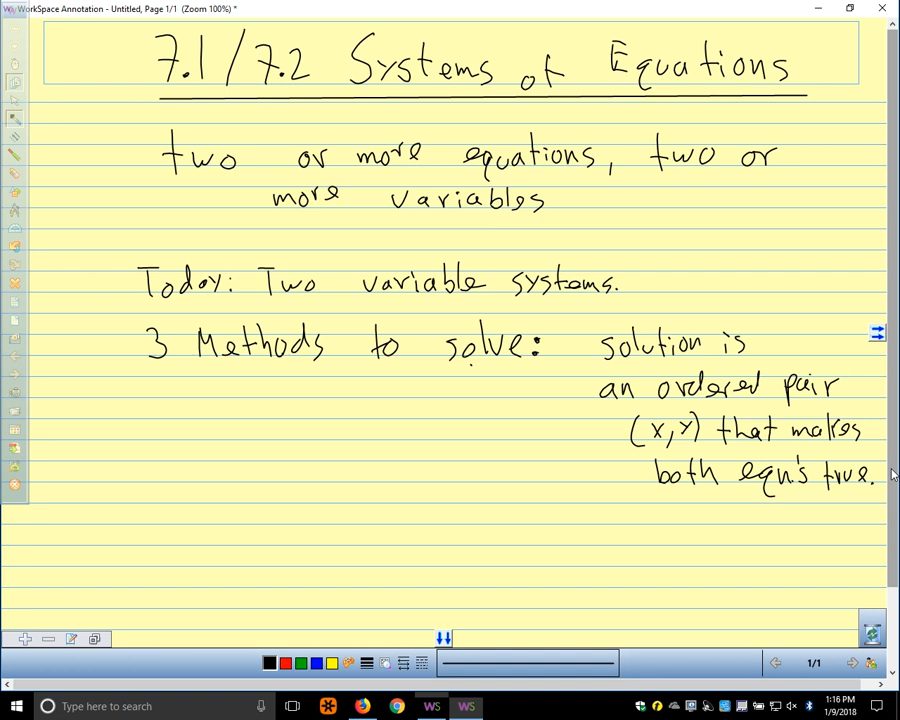 WorkSpace Annotation - Untitled, Page 1/1 (Zoom 100%) *
7.1/7.2 Systems of Equations
two or more equations, two or
more variables
Today: Two variable systems.
3 Methods to solve: solution is
an ordered pair
(x,y) that makes
both eqn's true.
1/1
Type here to search
WS
WS
1:16 PM
1/9/2018